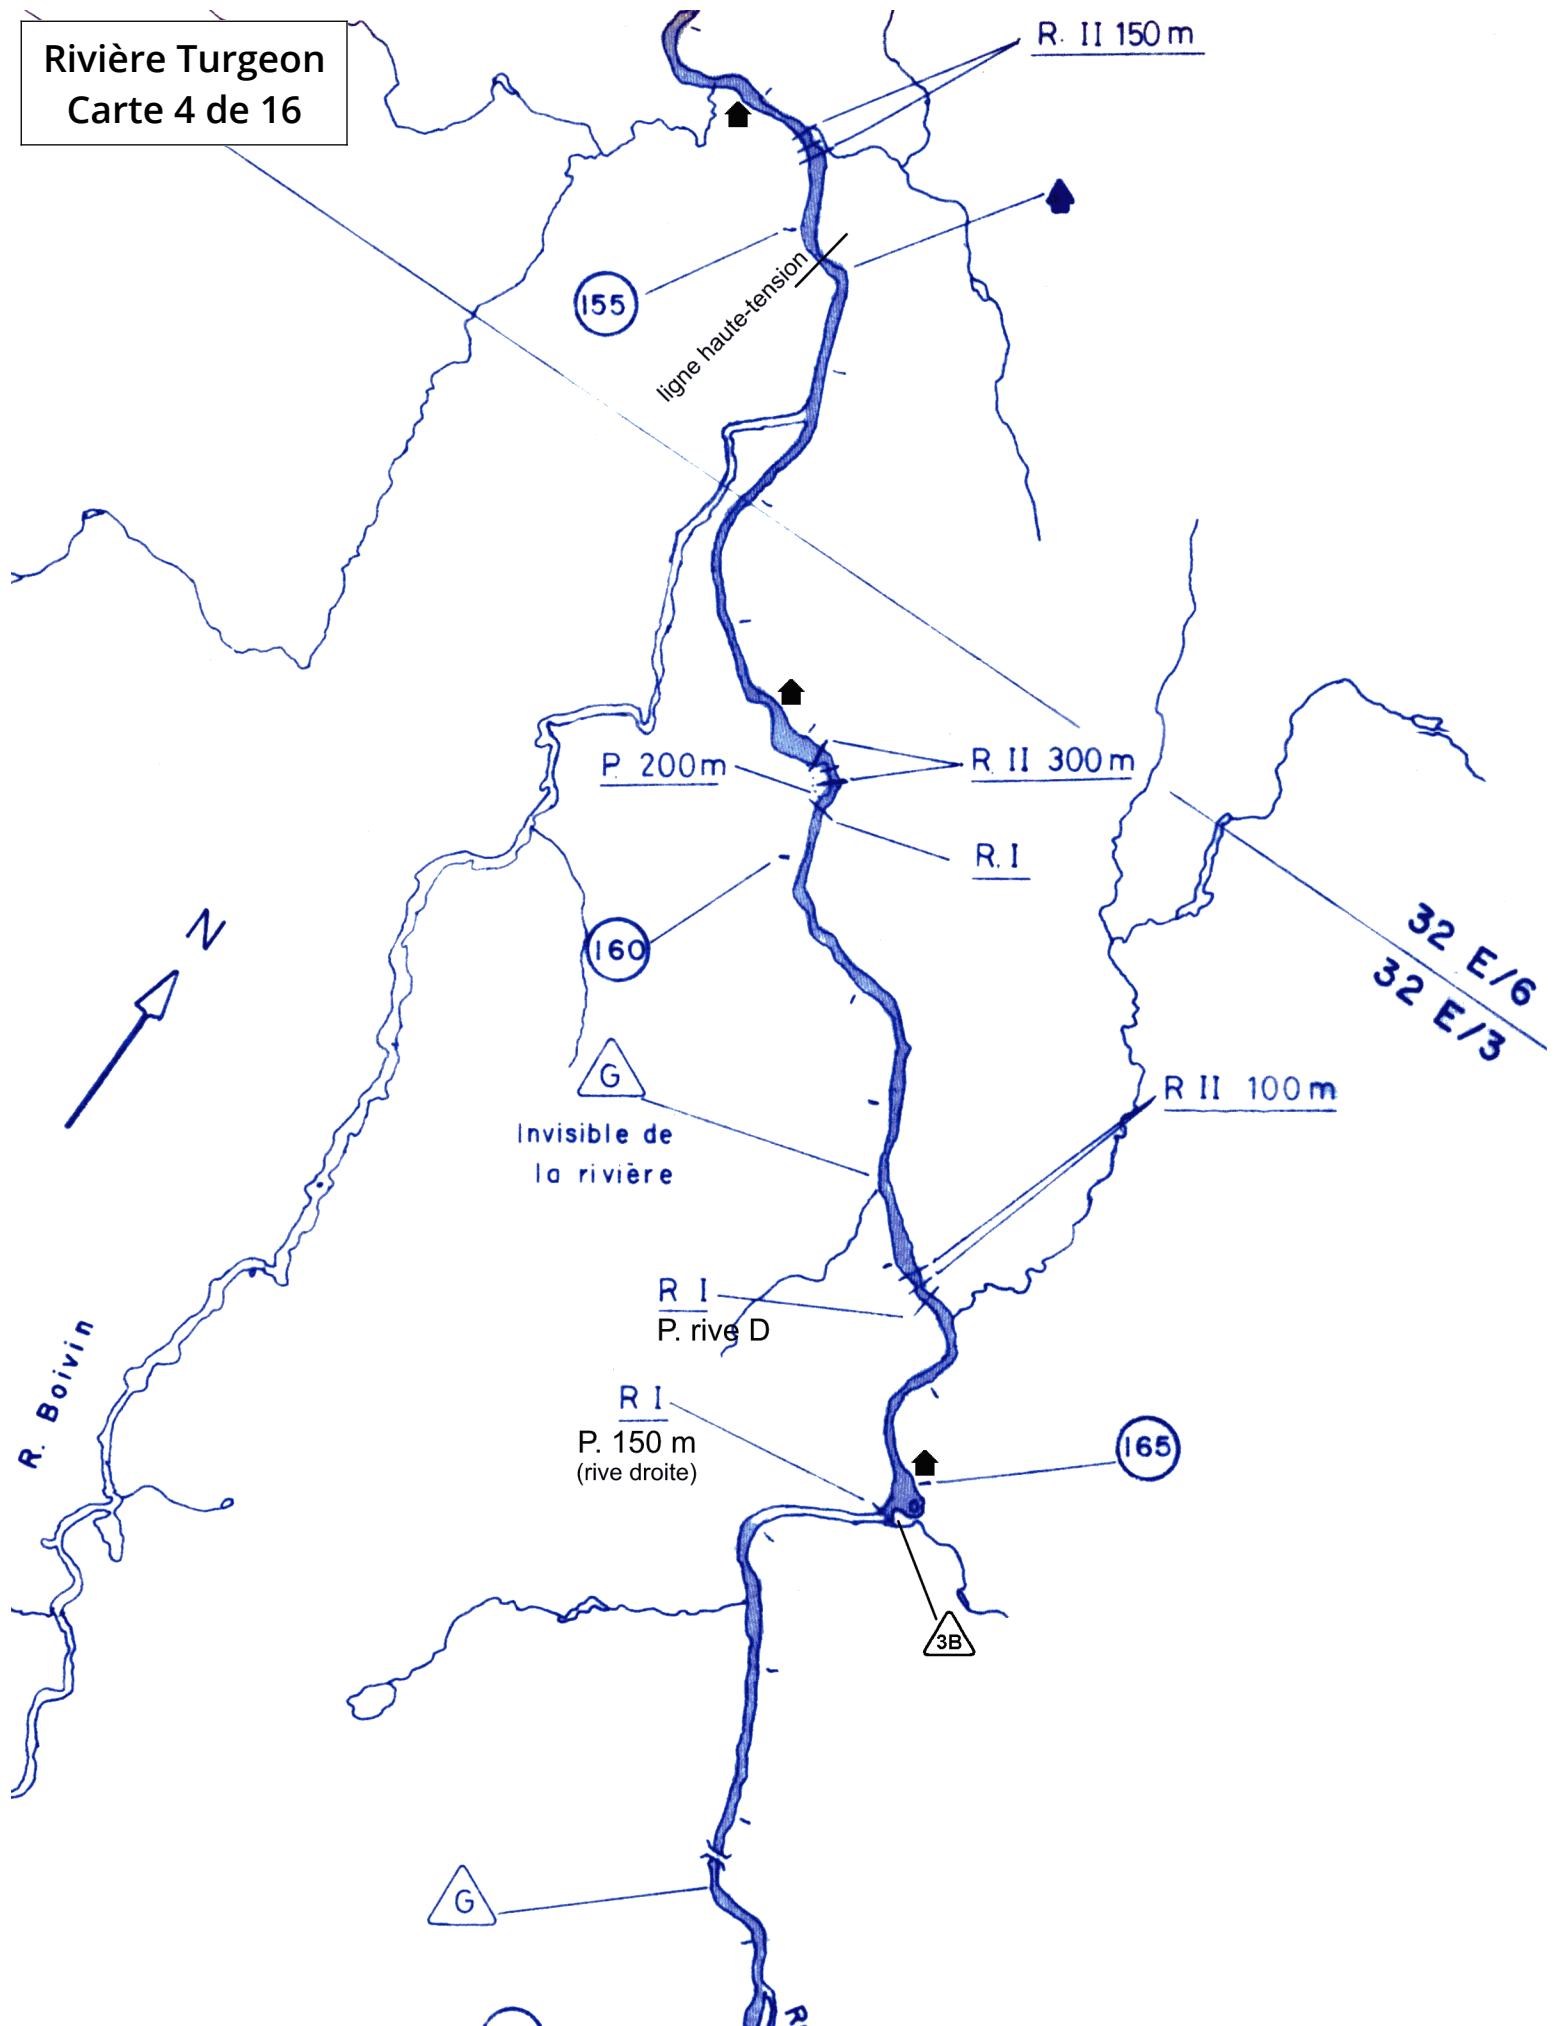 Rivière Turgeon
Carte 4 de 16
R. II 150 m
155
ligne haute-tension
P. 200 m
R II 300 m
R. I
160
N
32 E/6
32 E/3
G
Invisible de
la rivière
R II 100 m
R I
P. rive D
R. Boivin
R I
P. 150 m
(rive droite)
165
3B
G